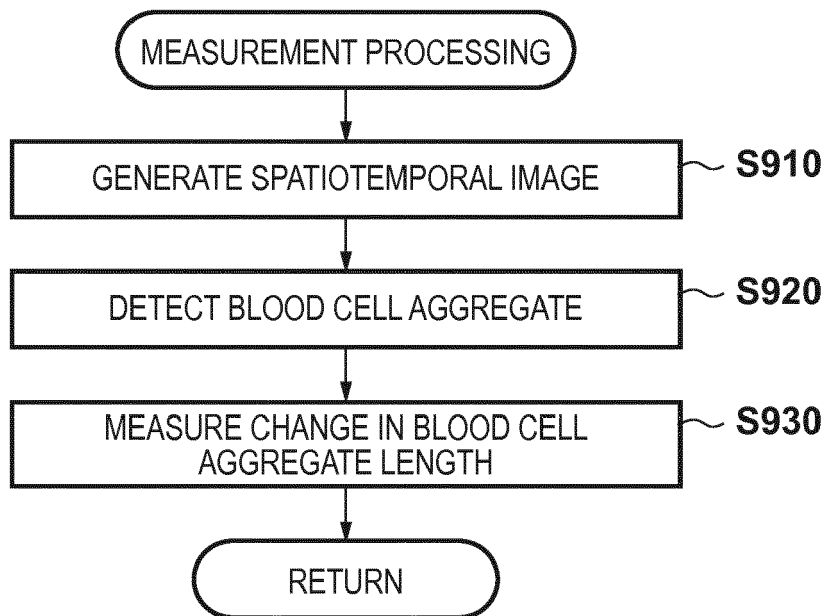 MEASUREMENT PROCESSING
GENERATE SPATIOTEMPORAL IMAGE
S910
DETECT BLOOD CELL AGGREGATE
S920
MEASURE CHANGE IN BLOOD CELL
AGGREGATE LENGTH
S930
RETURN